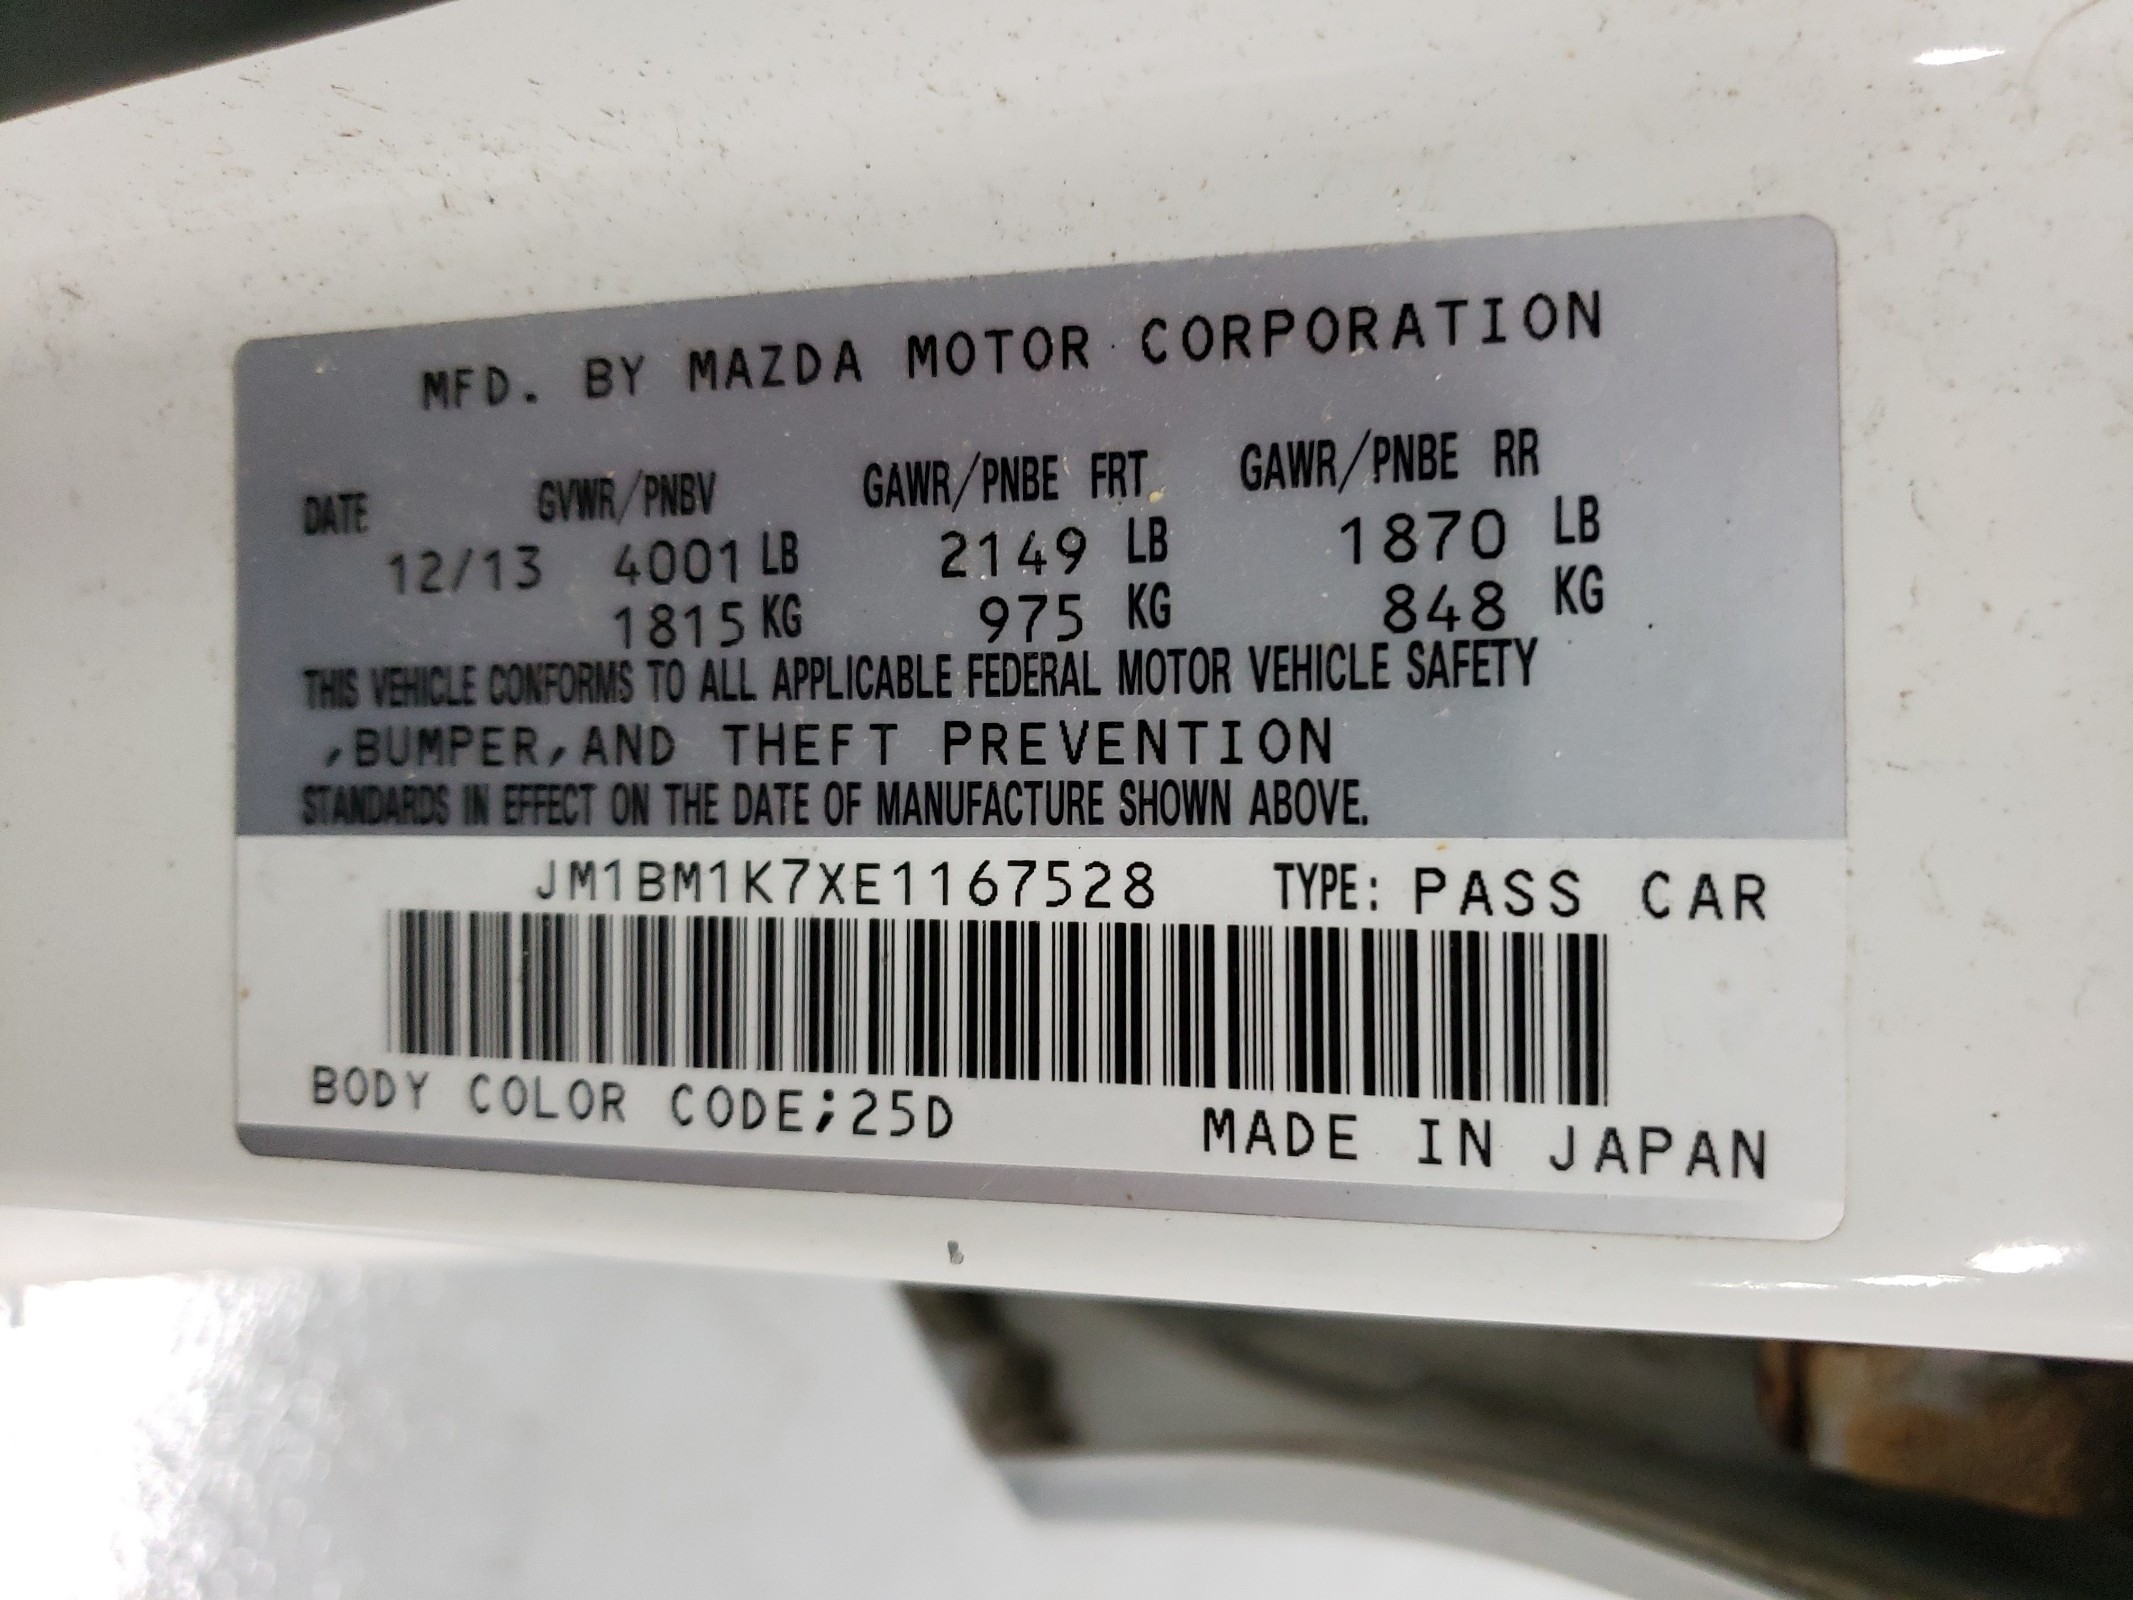 MFD. BY MAZDA MOTOR CORPORATION
DATE GVWR/PNBV GAWR/PNBE FRT GAWR/PNBE RR
12/13 4001 LB 2149 LB 1870 LB
1815 KG 975 KG 848 KG
THIS VEHICLE CONFORMS TO ALL APPLICABLE FEDERAL MOTOR VEHICLE SAFETY
,BUMPER,AND THEFT PREVENTION
STANDARDS IN EFFECT ON THE DATE OF MANUFACTURE SHOWN ABOVE.
JM1BM1K7XE1167528 TYPE: PASS CAR
BODY COLOR CODE;25D MADE IN JAPAN